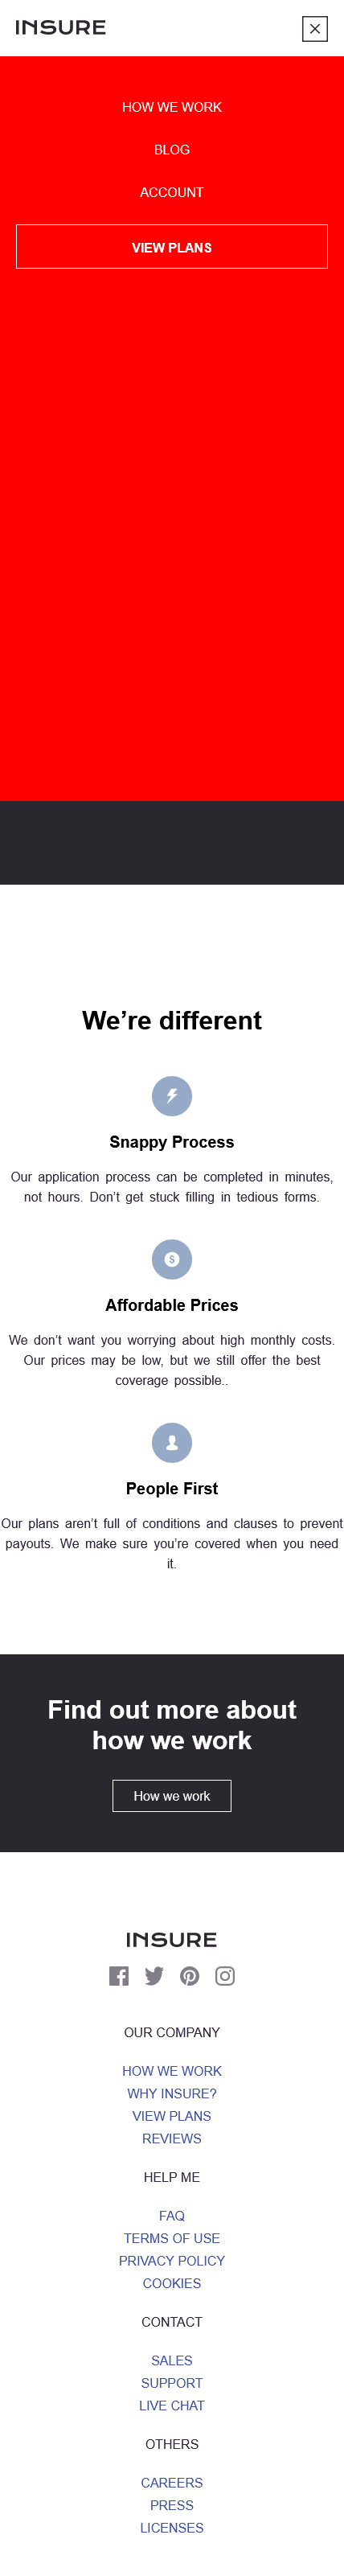 INSURE
HOW WE WORK
BLOG
ACCOUNT
VIEW PLANS
We’re different
Snappy Process
Our application process can be completed in minutes,
not hours. Don’t get stuck filling in tedious forms.
$
Affordable Prices
We don’t want you worrying about high monthly costs.
Our prices may be low, but we still offer the best
coverage possible..
People First
Our plans aren’t full of conditions and clauses to prevent
payouts. We make sure you’re covered when you need
it.
Find out more about
how we work
How we work
INSURE
OUR COMPANY
HOW WE WORK
WHY INSURE?
VIEW PLANS
REVIEWS
HELP ME
FAQ
TERMS OF USE
PRIVACY POLICY
COOKIES
CONTACT
SALES
SUPPORT
LIVE CHAT
OTHERS
CAREERS
PRESS
LICENSES